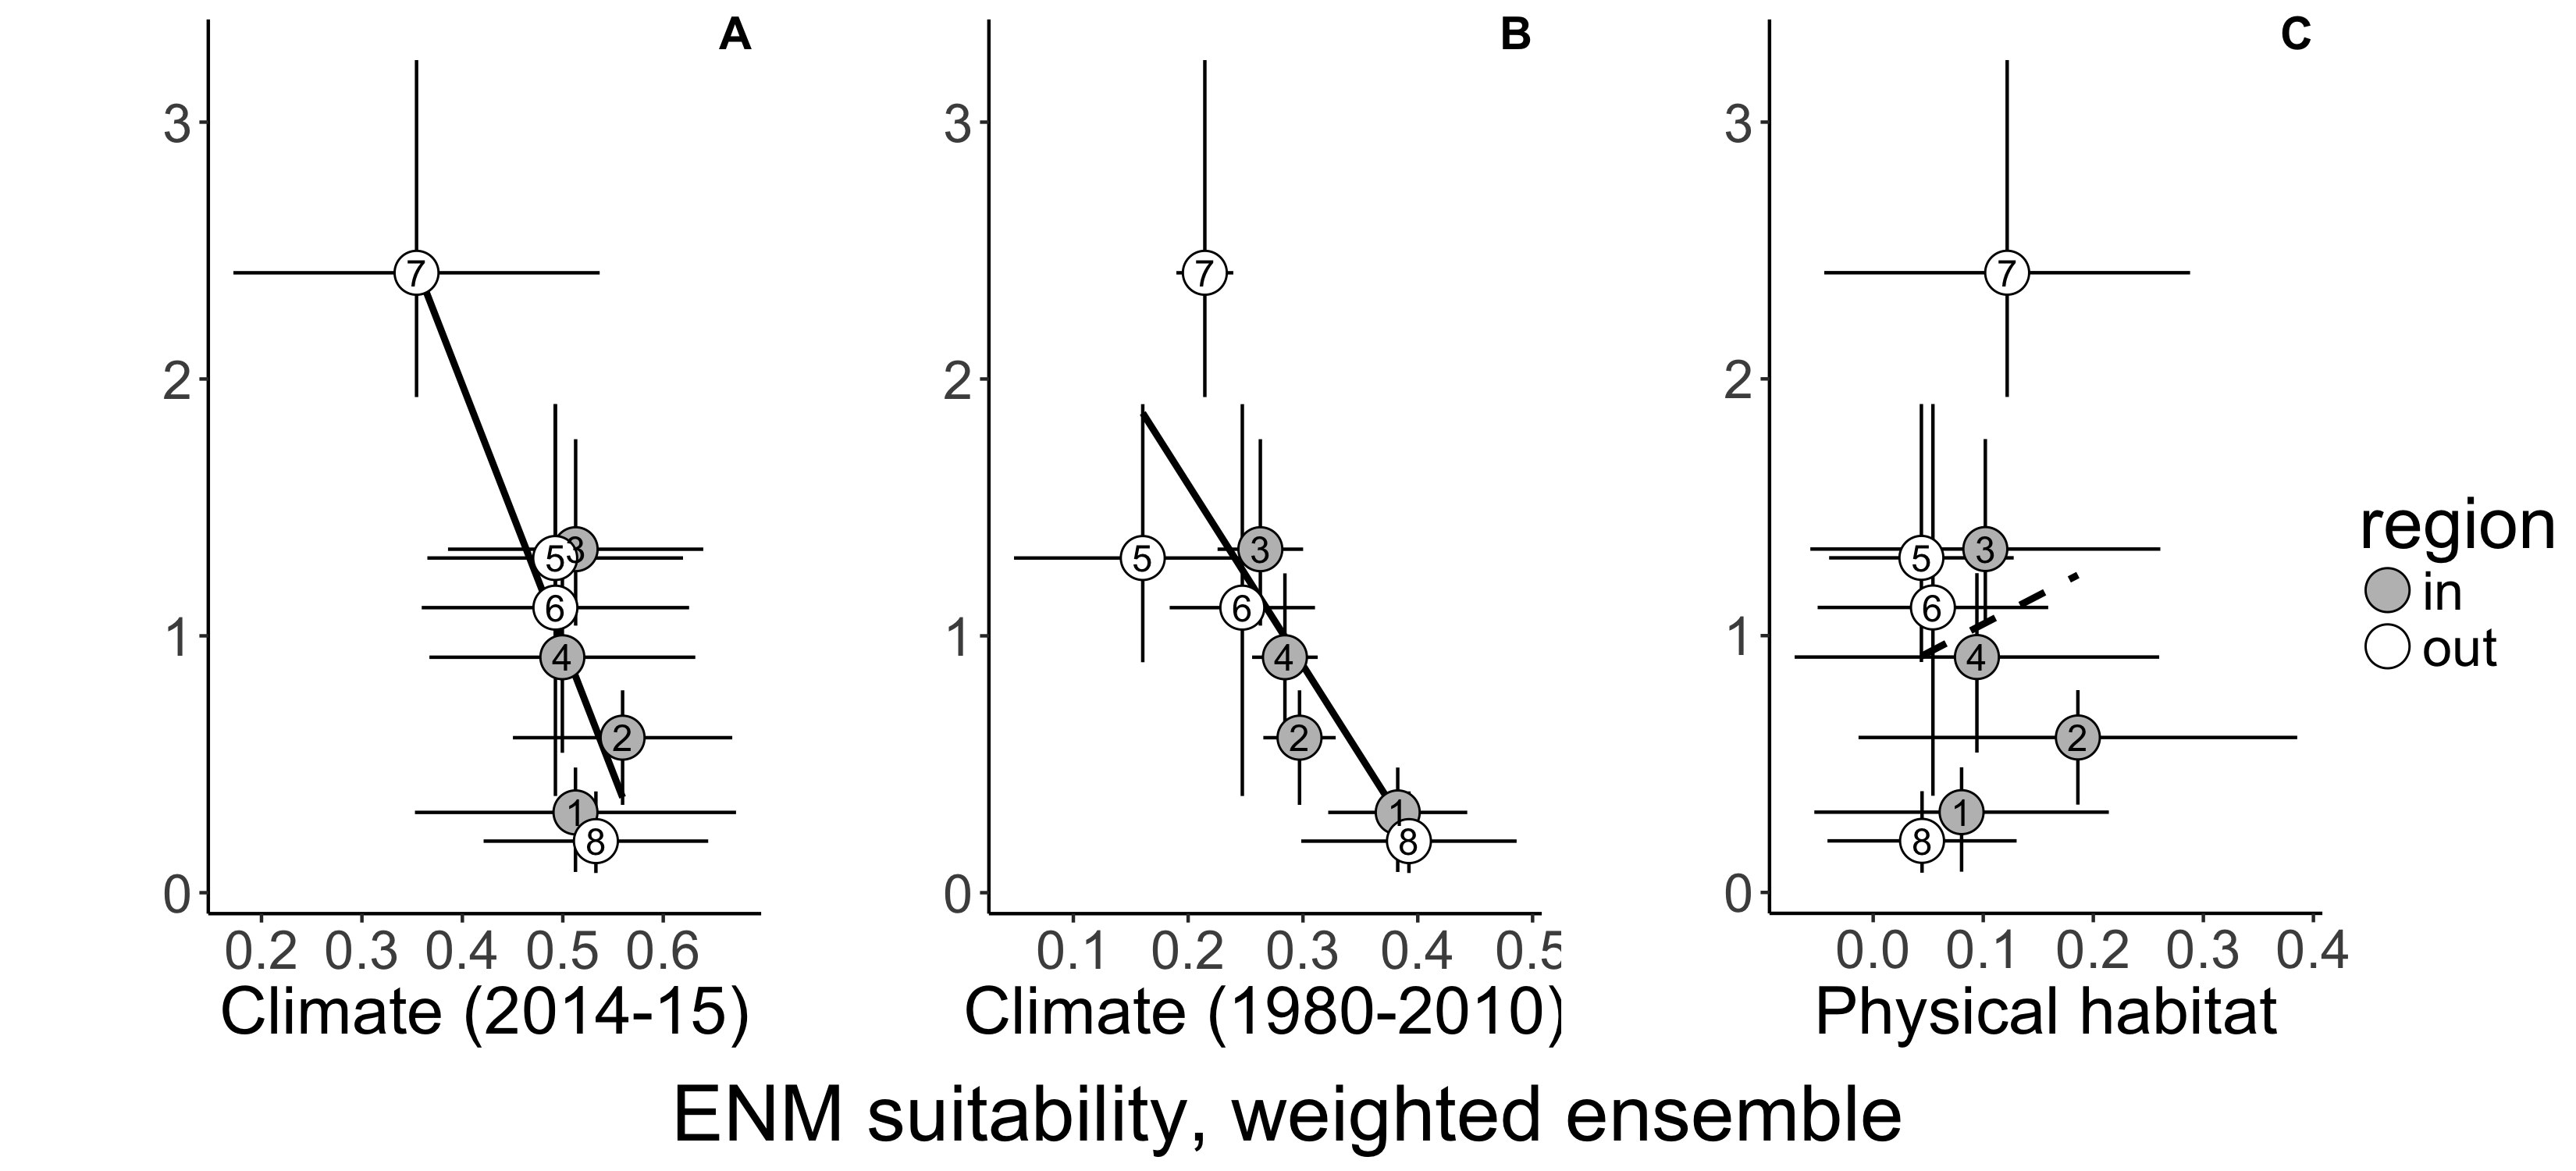 A
3
2
1
0
7
5
3
6
4
2
1
8
0.2 0.3 0.4 0.5 0.6
Climate (2014-15)
B
3
2
1
0
7
5
3
6
4
2
1
8
0.1 0.2 0.3 0.4 0.5
Climate (1980-2010)
C
3
2
1
0
7
5
3
6
4
2
1
8
0.0 0.1 0.2 0.3 0.4
Physical habitat
region
in
out
ENM suitability, weighted ensemble